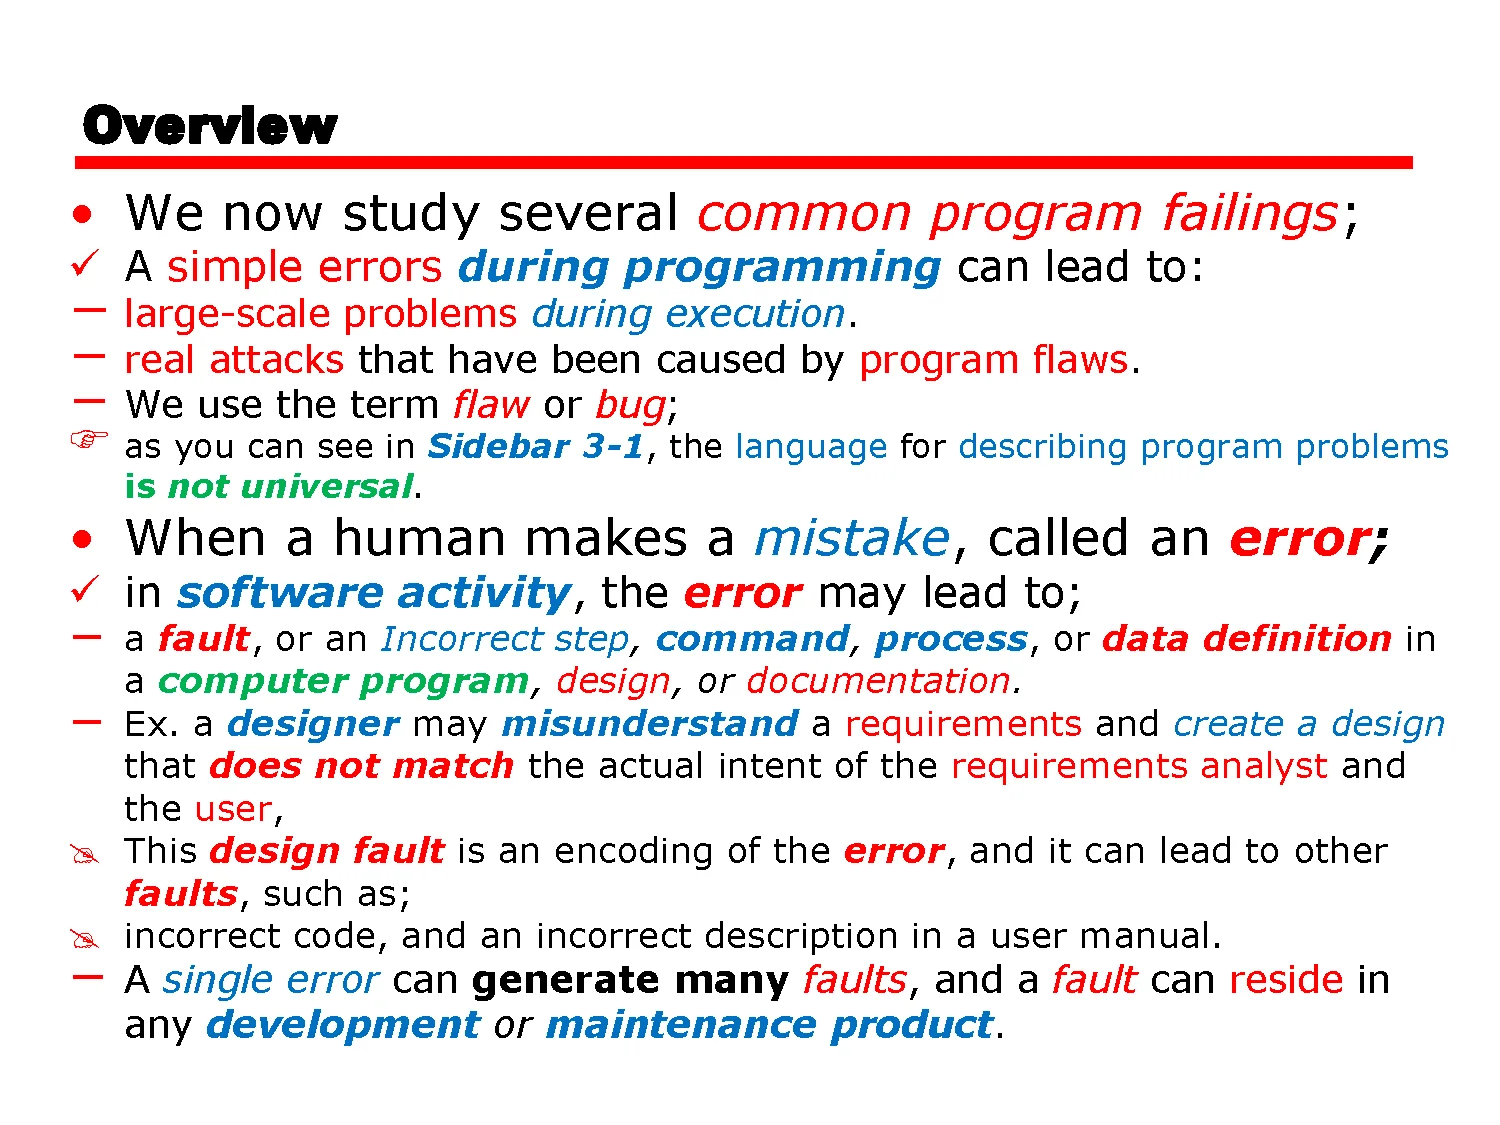 Overview
• We now study several common program failings;
✓ A simple errors during programming can lead to:
– large-scale problems during execution.
– real attacks that have been caused by program flaws.
– We use the term flaw or bug;
☞ as you can see in Sidebar 3-1, the language for describing program problems
is not universal.
• When a human makes a mistake, called an error;
✓ in software activity, the error may lead to;
– a fault, or an Incorrect step, command, process, or data definition in
a computer program, design, or documentation.
– Ex. a designer may misunderstand a requirements and create a design
that does not match the actual intent of the requirements analyst and
the user,
This design fault is an encoding of the error, and it can lead to other
faults, such as;
incorrect code, and an incorrect description in a user manual.
– A single error can generate many faults, and a fault can reside in
any development or maintenance product.